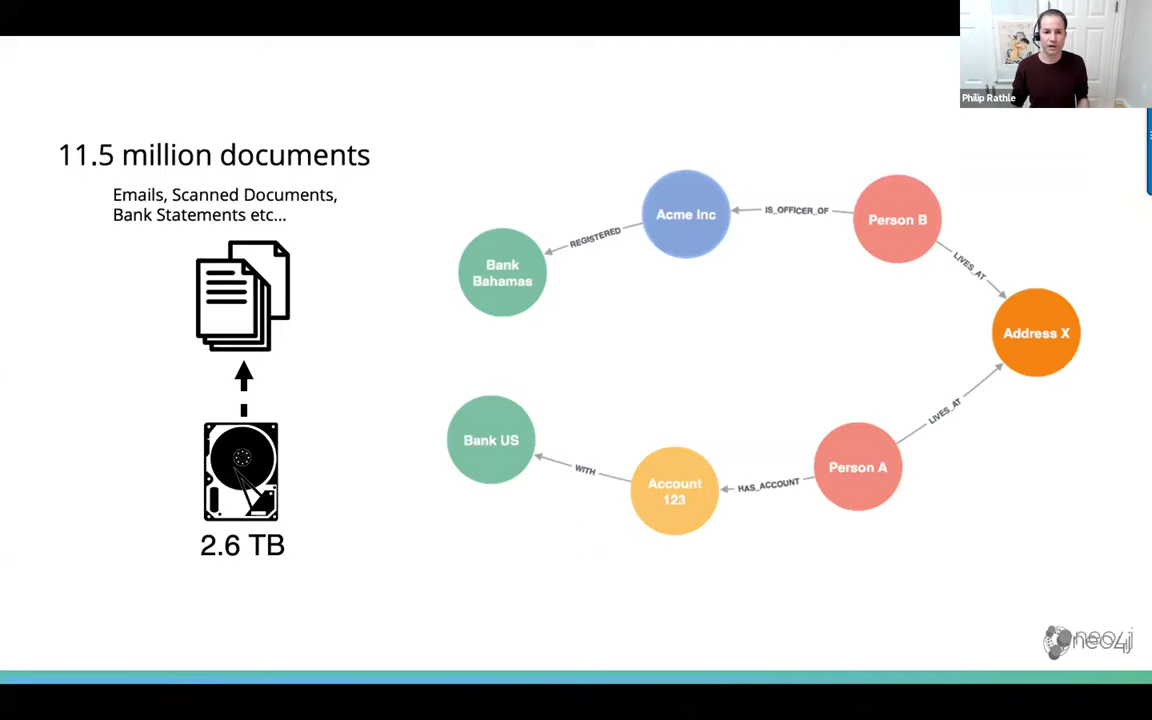 Philip Rathle
11.5 million documents
Emails, Scanned Documents,
Bank Statements etc...
2.6 TB
Acme Inc
IS_OFFICER_OF
Person B
REGISTERED
Bank
Bahamas
LIVES_AT
Address X
LIVES_AT
Bank US
WITH
Account
123
HAS_ACCOUNT
Person A
neo4j